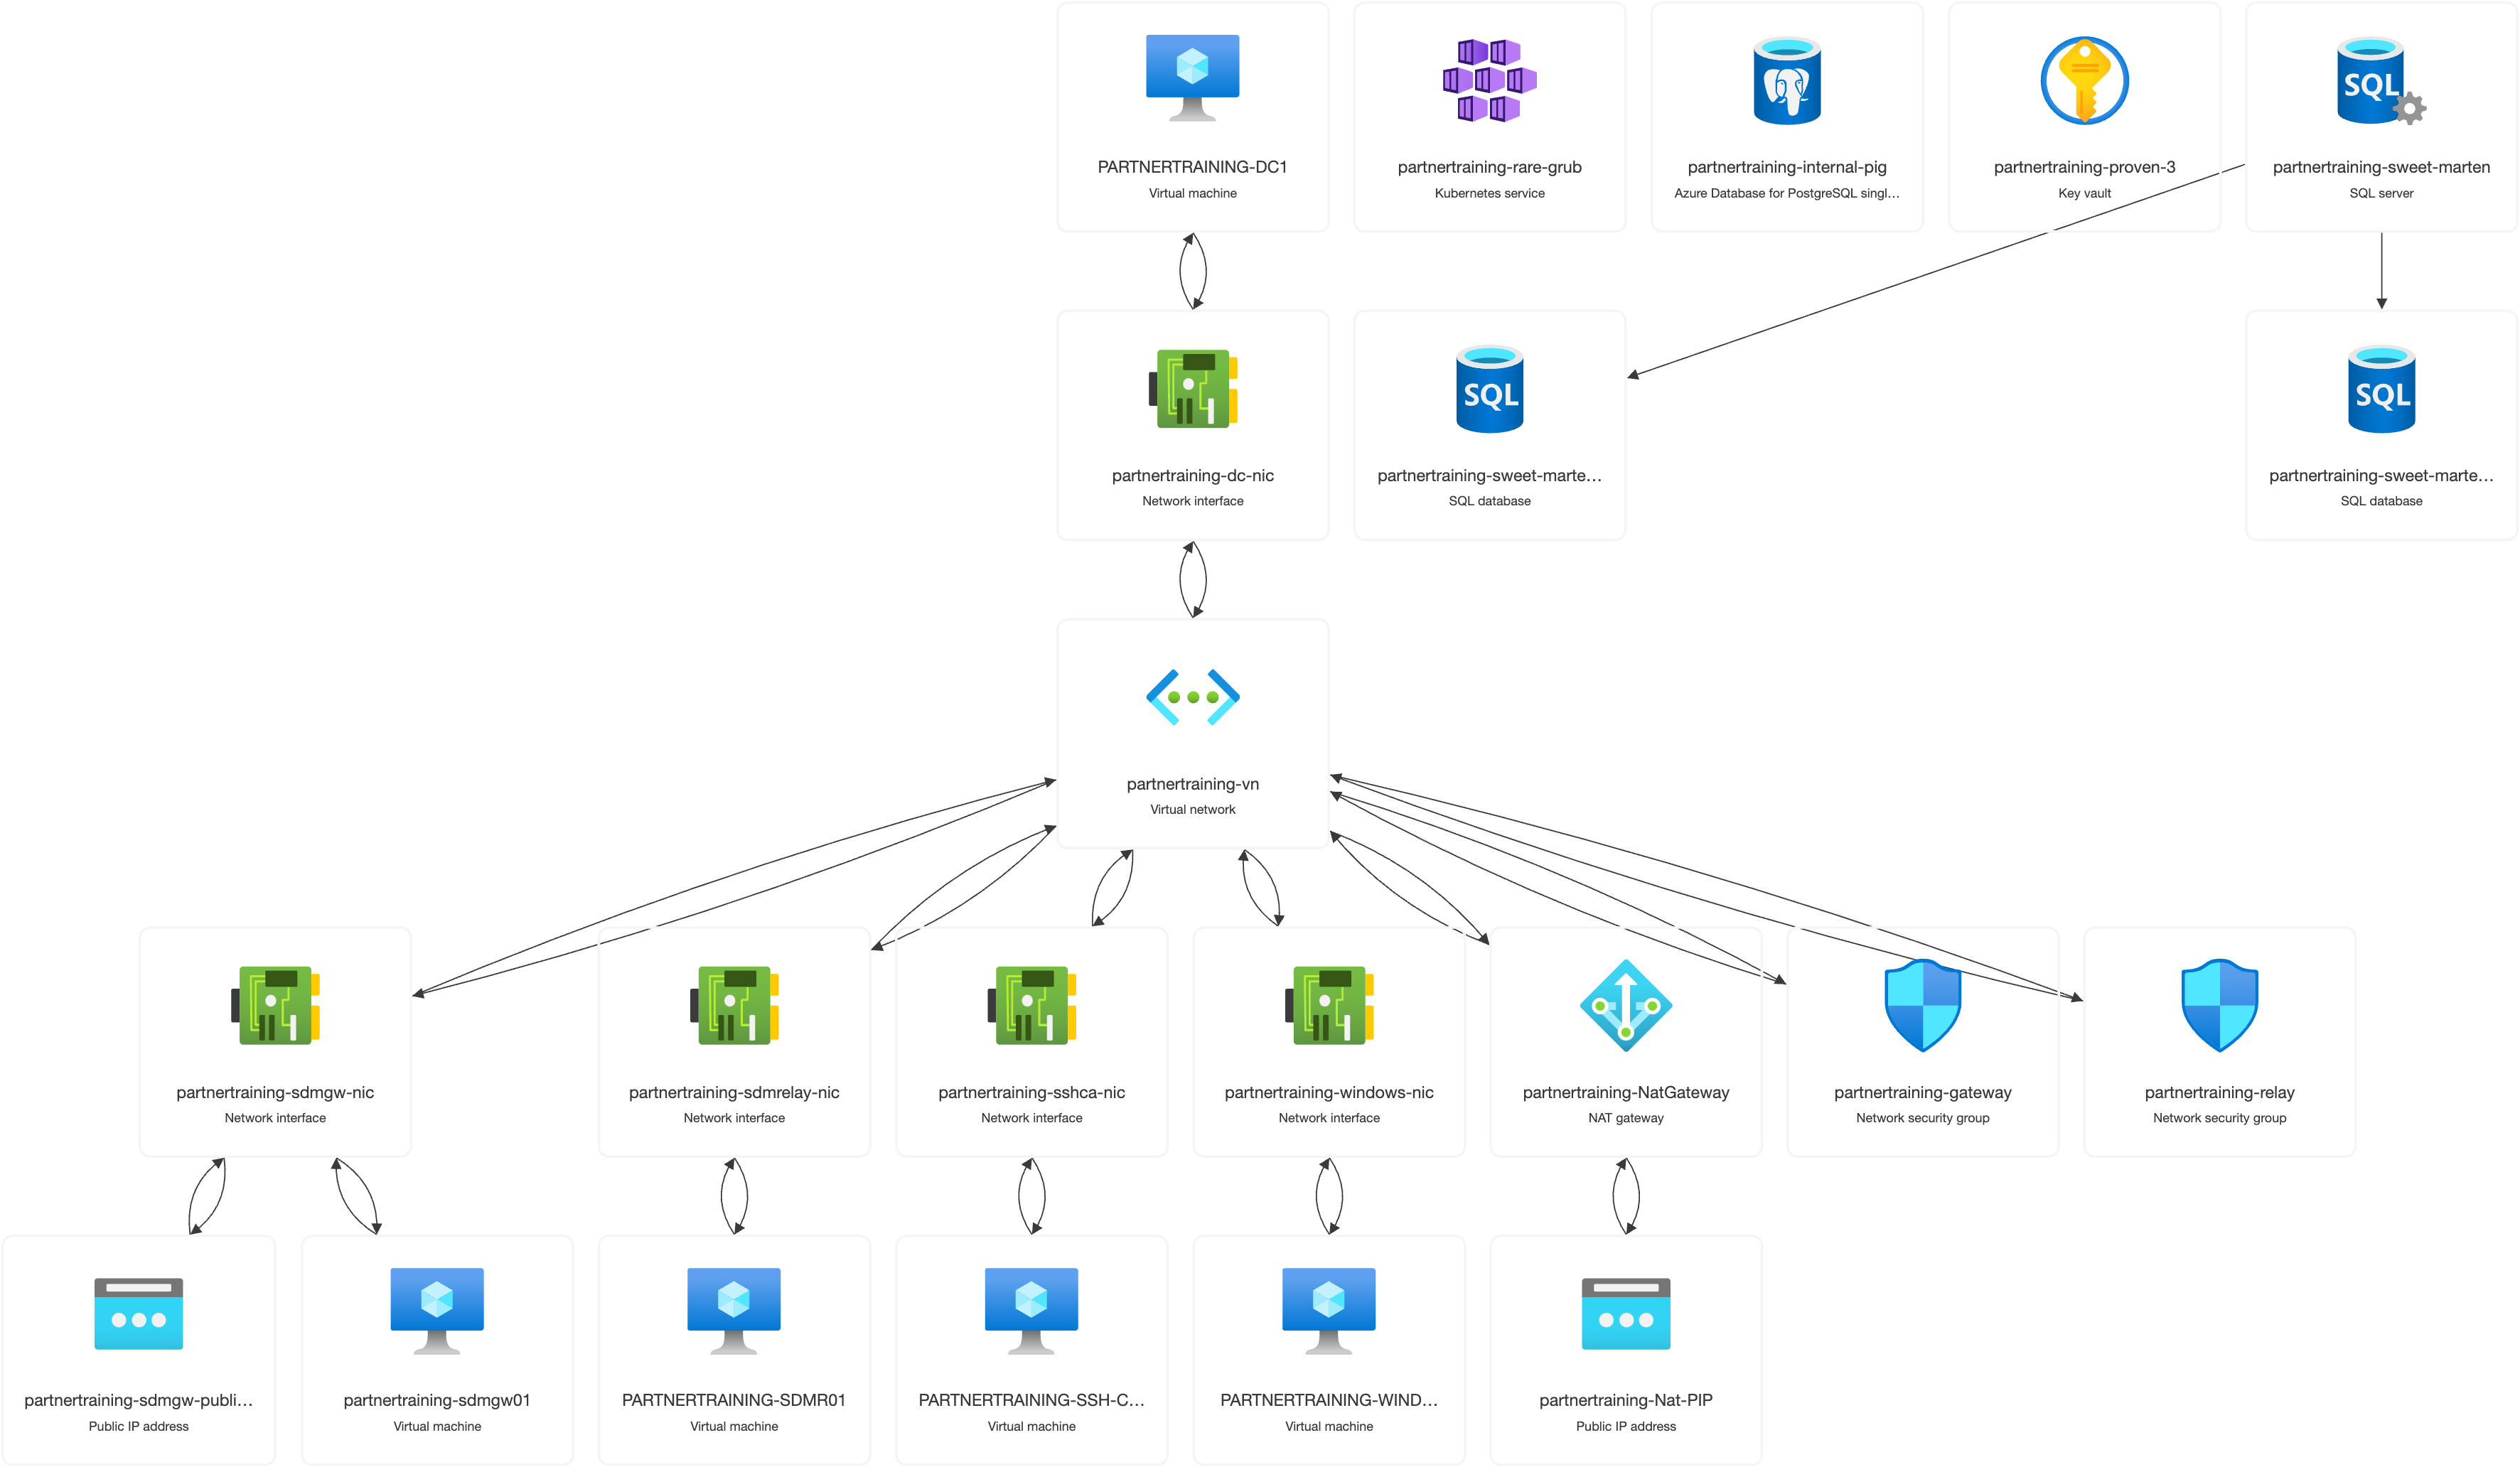 PARTNERTRAINING-DC1
Virtual machine
partnertraining-rare-grub
Kubernetes service
partnertraining-internal-pig
Azure Database for PostgreSQL singl...
partnertraining-proven-3
Key vault
SQL
partnertraining-sweet-marten
SQL server
partnertraining-dc-nic
Network interface
SQL
partnertraining-sweet-marte...
SQL database
SQL
partnertraining-sweet-marte...
SQL database
partnertraining-vn
Virtual network
partnertraining-sdmgw-nic
Network interface
partnertraining-sdmrelay-nic
Network interface
partnertraining-sshca-nic
Network interface
partnertraining-windows-nic
Network interface
partnertraining-NatGateway
NAT gateway
partnertraining-gateway
Network security group
partnertraining-relay
Network security group
partnertraining-sdmgw-publi...
Public IP address
partnertraining-sdmgw01
Virtual machine
PARTNERTRAINING-SDMR01
Virtual machine
PARTNERTRAINING-SSH-C...
Virtual machine
PARTNERTRAINING-WIND...
Virtual machine
partnertraining-Nat-PIP
Public IP address